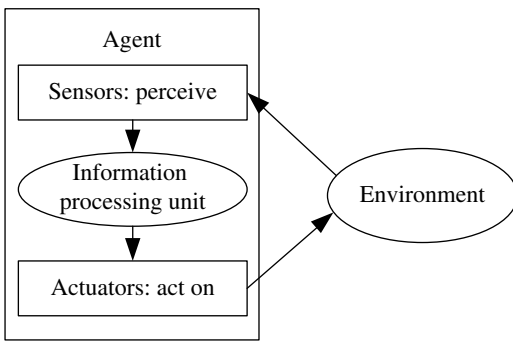 Agent
Sensors: perceive
Information
processing unit
Environment
Actuators: act on